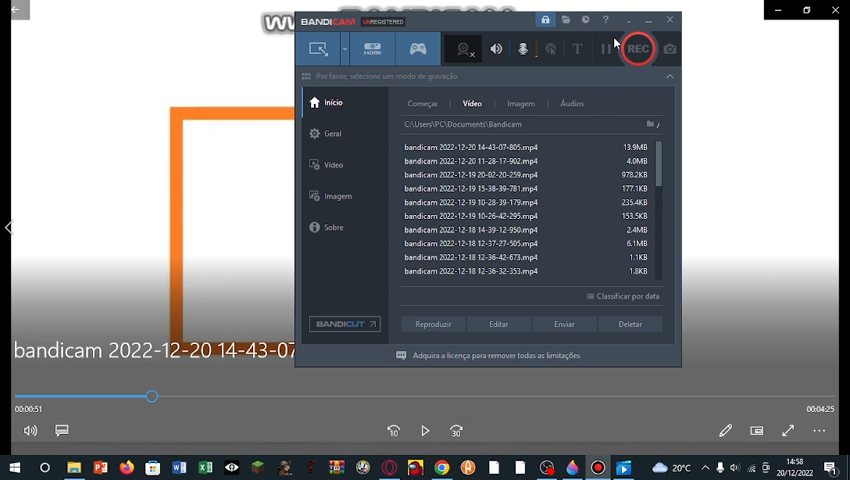 BANDICAM UNREGISTERED
HDMI
REC
Por favor, selecione um modo de gravação
Início
Geral
Vídeo
Imagem
Sobre
BANDICUT
Começar Vídeo Imagem Áudios
C:\Users\PC\Documents\Bandicam
bandicam 2022-12-20 14-43-07-805.mp4 13.9MB
bandicam 2022-12-20 11-28-17-902.mp4 4.0MB
bandicam 2022-12-19 20-02-20-259.mp4 978.2KB
bandicam 2022-12-19 15-38-39-781.mp4 177.1KB
bandicam 2022-12-19 10-28-39-179.mp4 235.4KB
bandicam 2022-12-19 10-26-42-295.mp4 153.5KB
bandicam 2022-12-18 14-39-12-950.mp4 2.4MB
bandicam 2022-12-18 12-37-27-505.mp4 6.1MB
bandicam 2022-12-18 12-36-42-673.mp4 1.1KB
bandicam 2022-12-18 12-36-32-353.mp4 1.8KB
Classificar por data
Reproduzir Editar Enviar Deletar
Adquira a licença para remover todas as limitações
bandicam 2022-12-20 14-43-07
00:00:51 00:04:25
10 30
20°C
14:58
20/12/2022